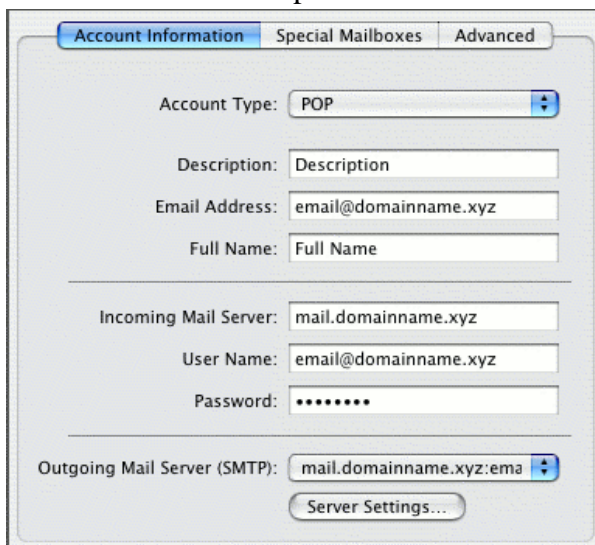 Account Information Special Mailboxes Advanced
Account Type: POP
Description: Description
Email Address: email@domainname.xyz
Full Name: Full Name
Incoming Mail Server: mail.domainname.xyz
User Name: email@domainname.xyz
Password: ••••••••
Outgoing Mail Server (SMTP): mail.domainname.xyz:ema
Server Settings...